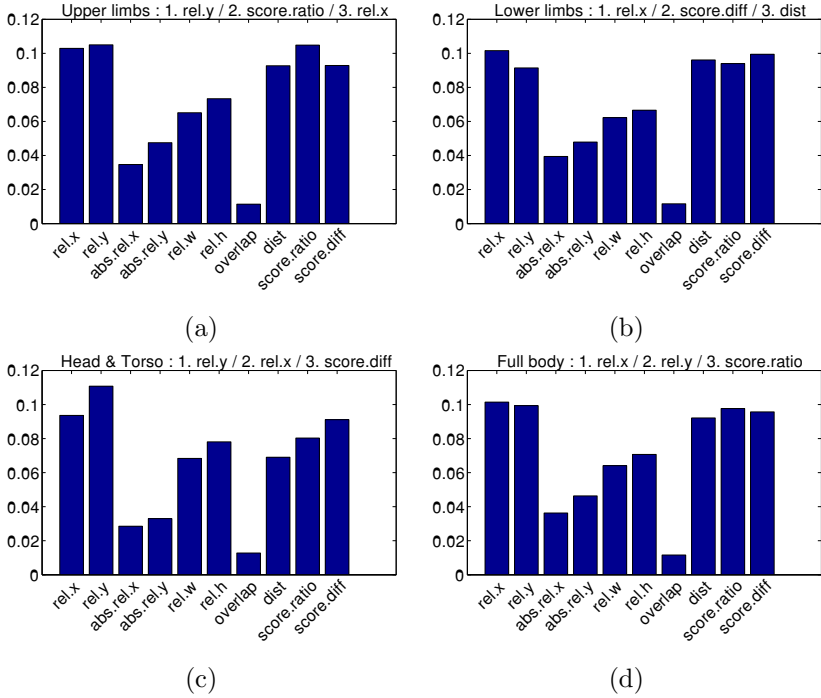 Upper limbs : 1. rel.y / 2. score.ratio / 3. rel.x
0.12
0.1
0.08
0.06
0.04
0.02
0
rel.x
rel.y
abs.rel.x
abs.rel.y
rel.w
rel.h
overlap
dist
score.ratio
score.diff
(a)
Lower limbs : 1. rel.x / 2. score.diff / 3. dist
0.12
0.1
0.08
0.06
0.04
0.02
0
rel.x
rel.y
abs.rel.x
abs.rel.y
rel.w
rel.h
overlap
dist
score.ratio
score.diff
(b)
Head & Torso : 1. rel.y / 2. rel.x / 3. score.diff
0.12
0.1
0.08
0.06
0.04
0.02
0
rel.x
rel.y
abs.rel.x
abs.rel.y
rel.w
rel.h
overlap
dist
score.ratio
score.diff
(c)
Full body : 1. rel.x / 2. rel.y / 3. score.ratio
0.12
0.1
0.08
0.06
0.04
0.02
0
rel.x
rel.y
abs.rel.x
abs.rel.y
rel.w
rel.h
overlap
dist
score.ratio
score.diff
(d)